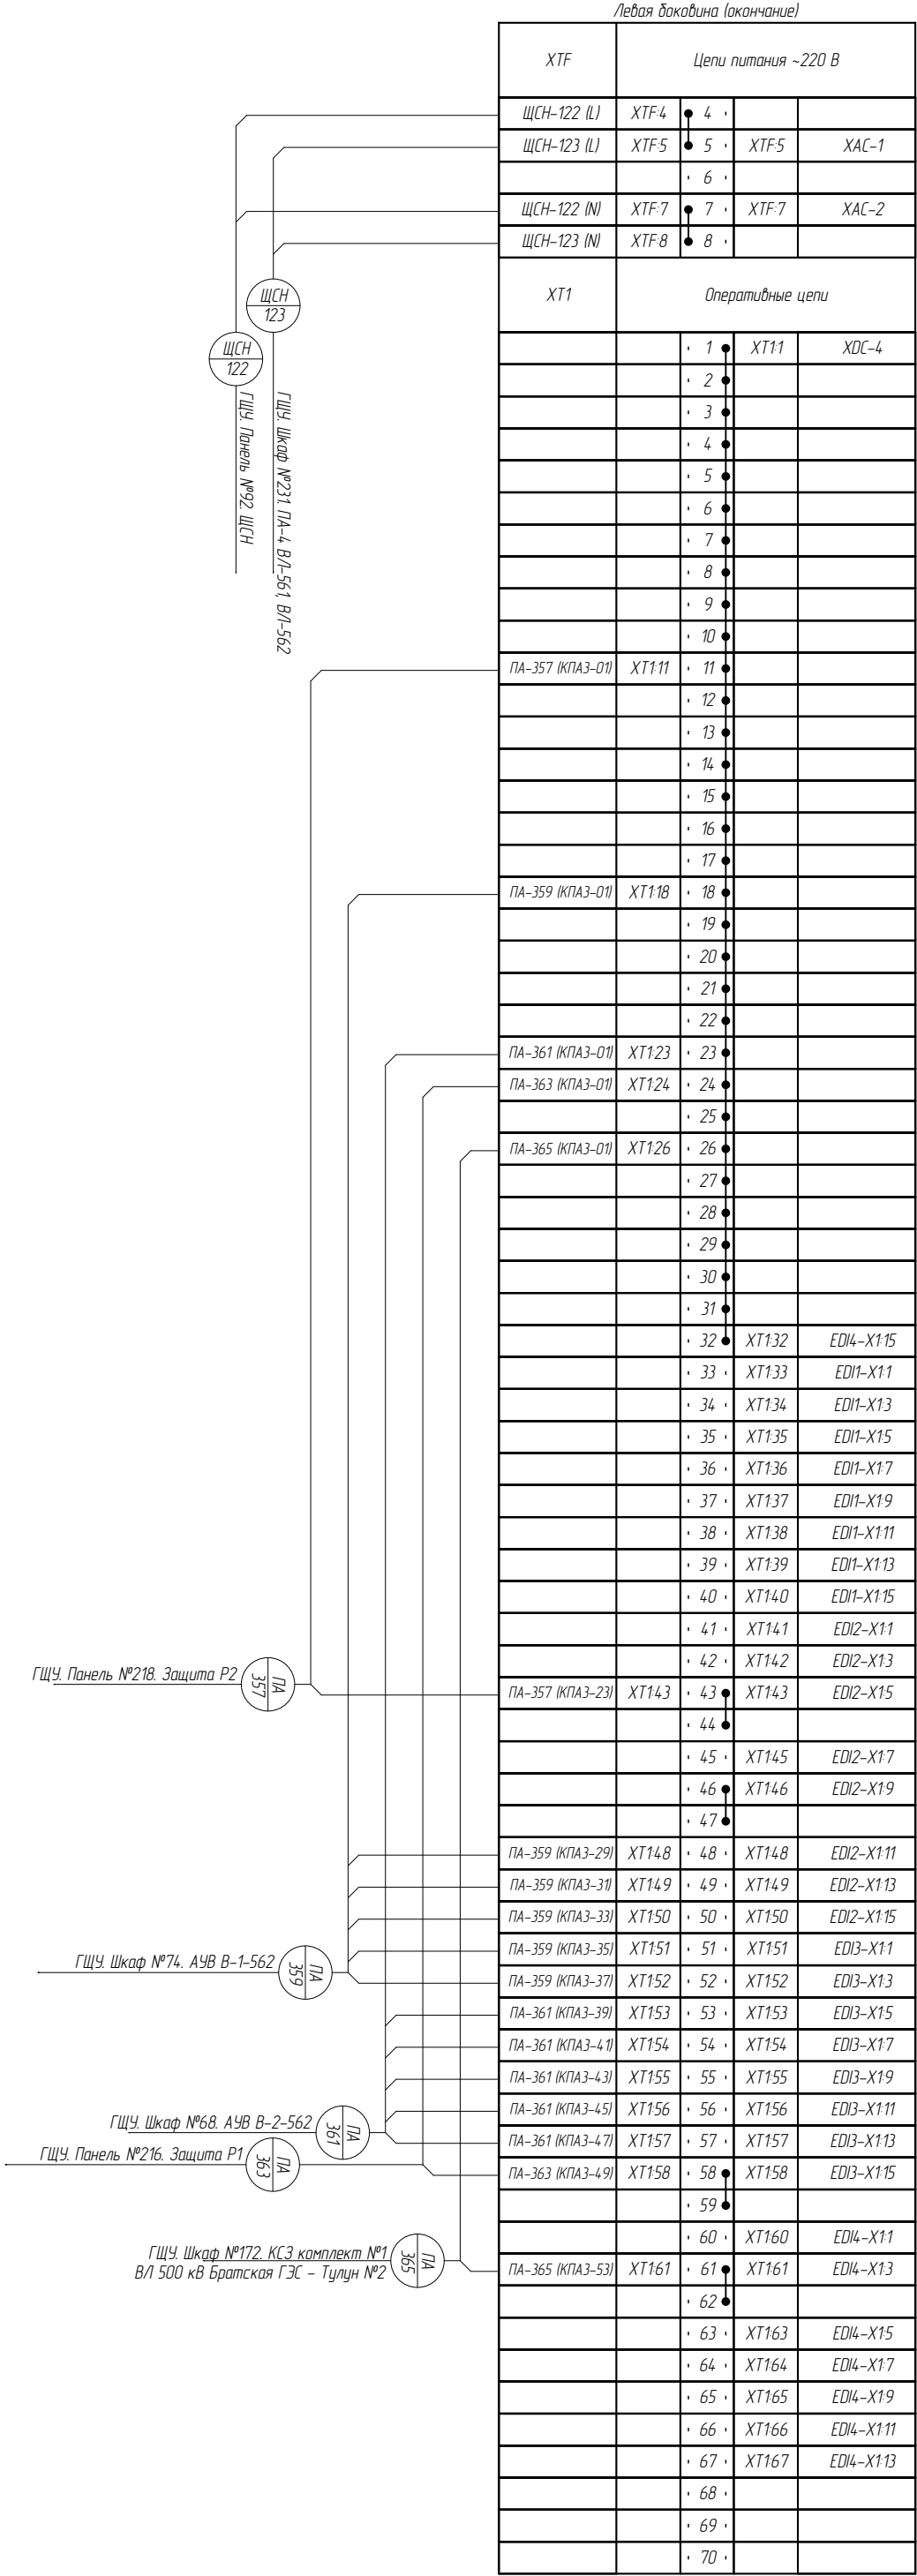 Левая боковина (окончание)
XTF Цепи питания ~220 В
ЩСН-122 (L) XTF:4 4
ЩСН-123 (L) XTF:5 5 XTF:5 XAC-1
6
ЩСН-122 (N) XTF:7 7 XTF:7 XAC-2
ЩСН-123 (N) XTF:8 8
XT1 Оперативные цепи
ЩСН
123
ЩСН
122
ГЩУ. Шкаф №231. ПА-4 ВЛ-561, ВЛ-562
ГЩУ. Панель №92. ЩСН
1 XT1:1 XDC-4
2
3
4
5
6
7
8
9
10
ПА-357 (КПА3-01) XT1:11 11
12
13
14
15
16
17
ПА-359 (КПА3-01) XT1:18 18
19
20
21
22
ПА-361 (КПА3-01) XT1:23 23
ПА-363 (КПА3-01) XT1:24 24
25
ПА-365 (КПА3-01) XT1:26 26
27
28
29
30
31
32 XT1:32 EDI4-X1:15
33 XT1:33 EDI1-X1:1
34 XT1:34 EDI1-X1:3
35 XT1:35 EDI1-X1:5
36 XT1:36 EDI1-X1:7
37 XT1:37 EDI1-X1:9
38 XT1:38 EDI1-X1:11
39 XT1:39 EDI1-X1:13
40 XT1:40 EDI1-X1:15
41 XT1:41 EDI2-X1:1
42 XT1:42 EDI2-X1:3
ГЩУ. Панель №218. Защита Р2
ПА
357
ПА-357 (КПА3-23) XT1:43 43 XT1:43 EDI2-X1:5
44
45 XT1:45 EDI2-X1:7
46 XT1:46 EDI2-X1:9
47
ПА-359 (КПА3-29) XT1:48 48 XT1:48 EDI2-X1:11
ПА-359 (КПА3-31) XT1:49 49 XT1:49 EDI2-X1:13
ПА-359 (КПА3-33) XT1:50 50 XT1:50 EDI2-X1:15
ПА-359 (КПА3-35) XT1:51 51 XT1:51 EDI3-X1:1
ГЩУ. Шкаф №74. АУВ В-1-562
ПА
359
ПА-359 (КПА3-37) XT1:52 52 XT1:52 EDI3-X1:3
ПА-361 (КПА3-39) XT1:53 53 XT1:53 EDI3-X1:5
ПА-361 (КПА3-41) XT1:54 54 XT1:54 EDI3-X1:7
ПА-361 (КПА3-43) XT1:55 55 XT1:55 EDI3-X1:9
ПА-361 (КПА3-45) XT1:56 56 XT1:56 EDI3-X1:11
ГЩУ. Шкаф №68. АУВ В-2-562
ПА
361
ПА-361 (КПА3-47) XT1:57 57 XT1:57 EDI3-X1:13
ГЩУ. Панель №216. Защита Р1
ПА
363
ПА-363 (КПА3-49) XT1:58 58 XT1:58 EDI3-X1:15
59
60 XT1:60 EDI4-X1:1
ГЩУ. Шкаф №172. КСЗ комплект №1
ВЛ 500 кВ Братская ГЭС - Тулун №2
ПА
365
ПА-365 (КПА3-53) XT1:61 61 XT1:61 EDI4-X1:3
62
63 XT1:63 EDI4-X1:5
64 XT1:64 EDI4-X1:7
65 XT1:65 EDI4-X1:9
66 XT1:66 EDI4-X1:11
67 XT1:67 EDI4-X1:13
68
69
70